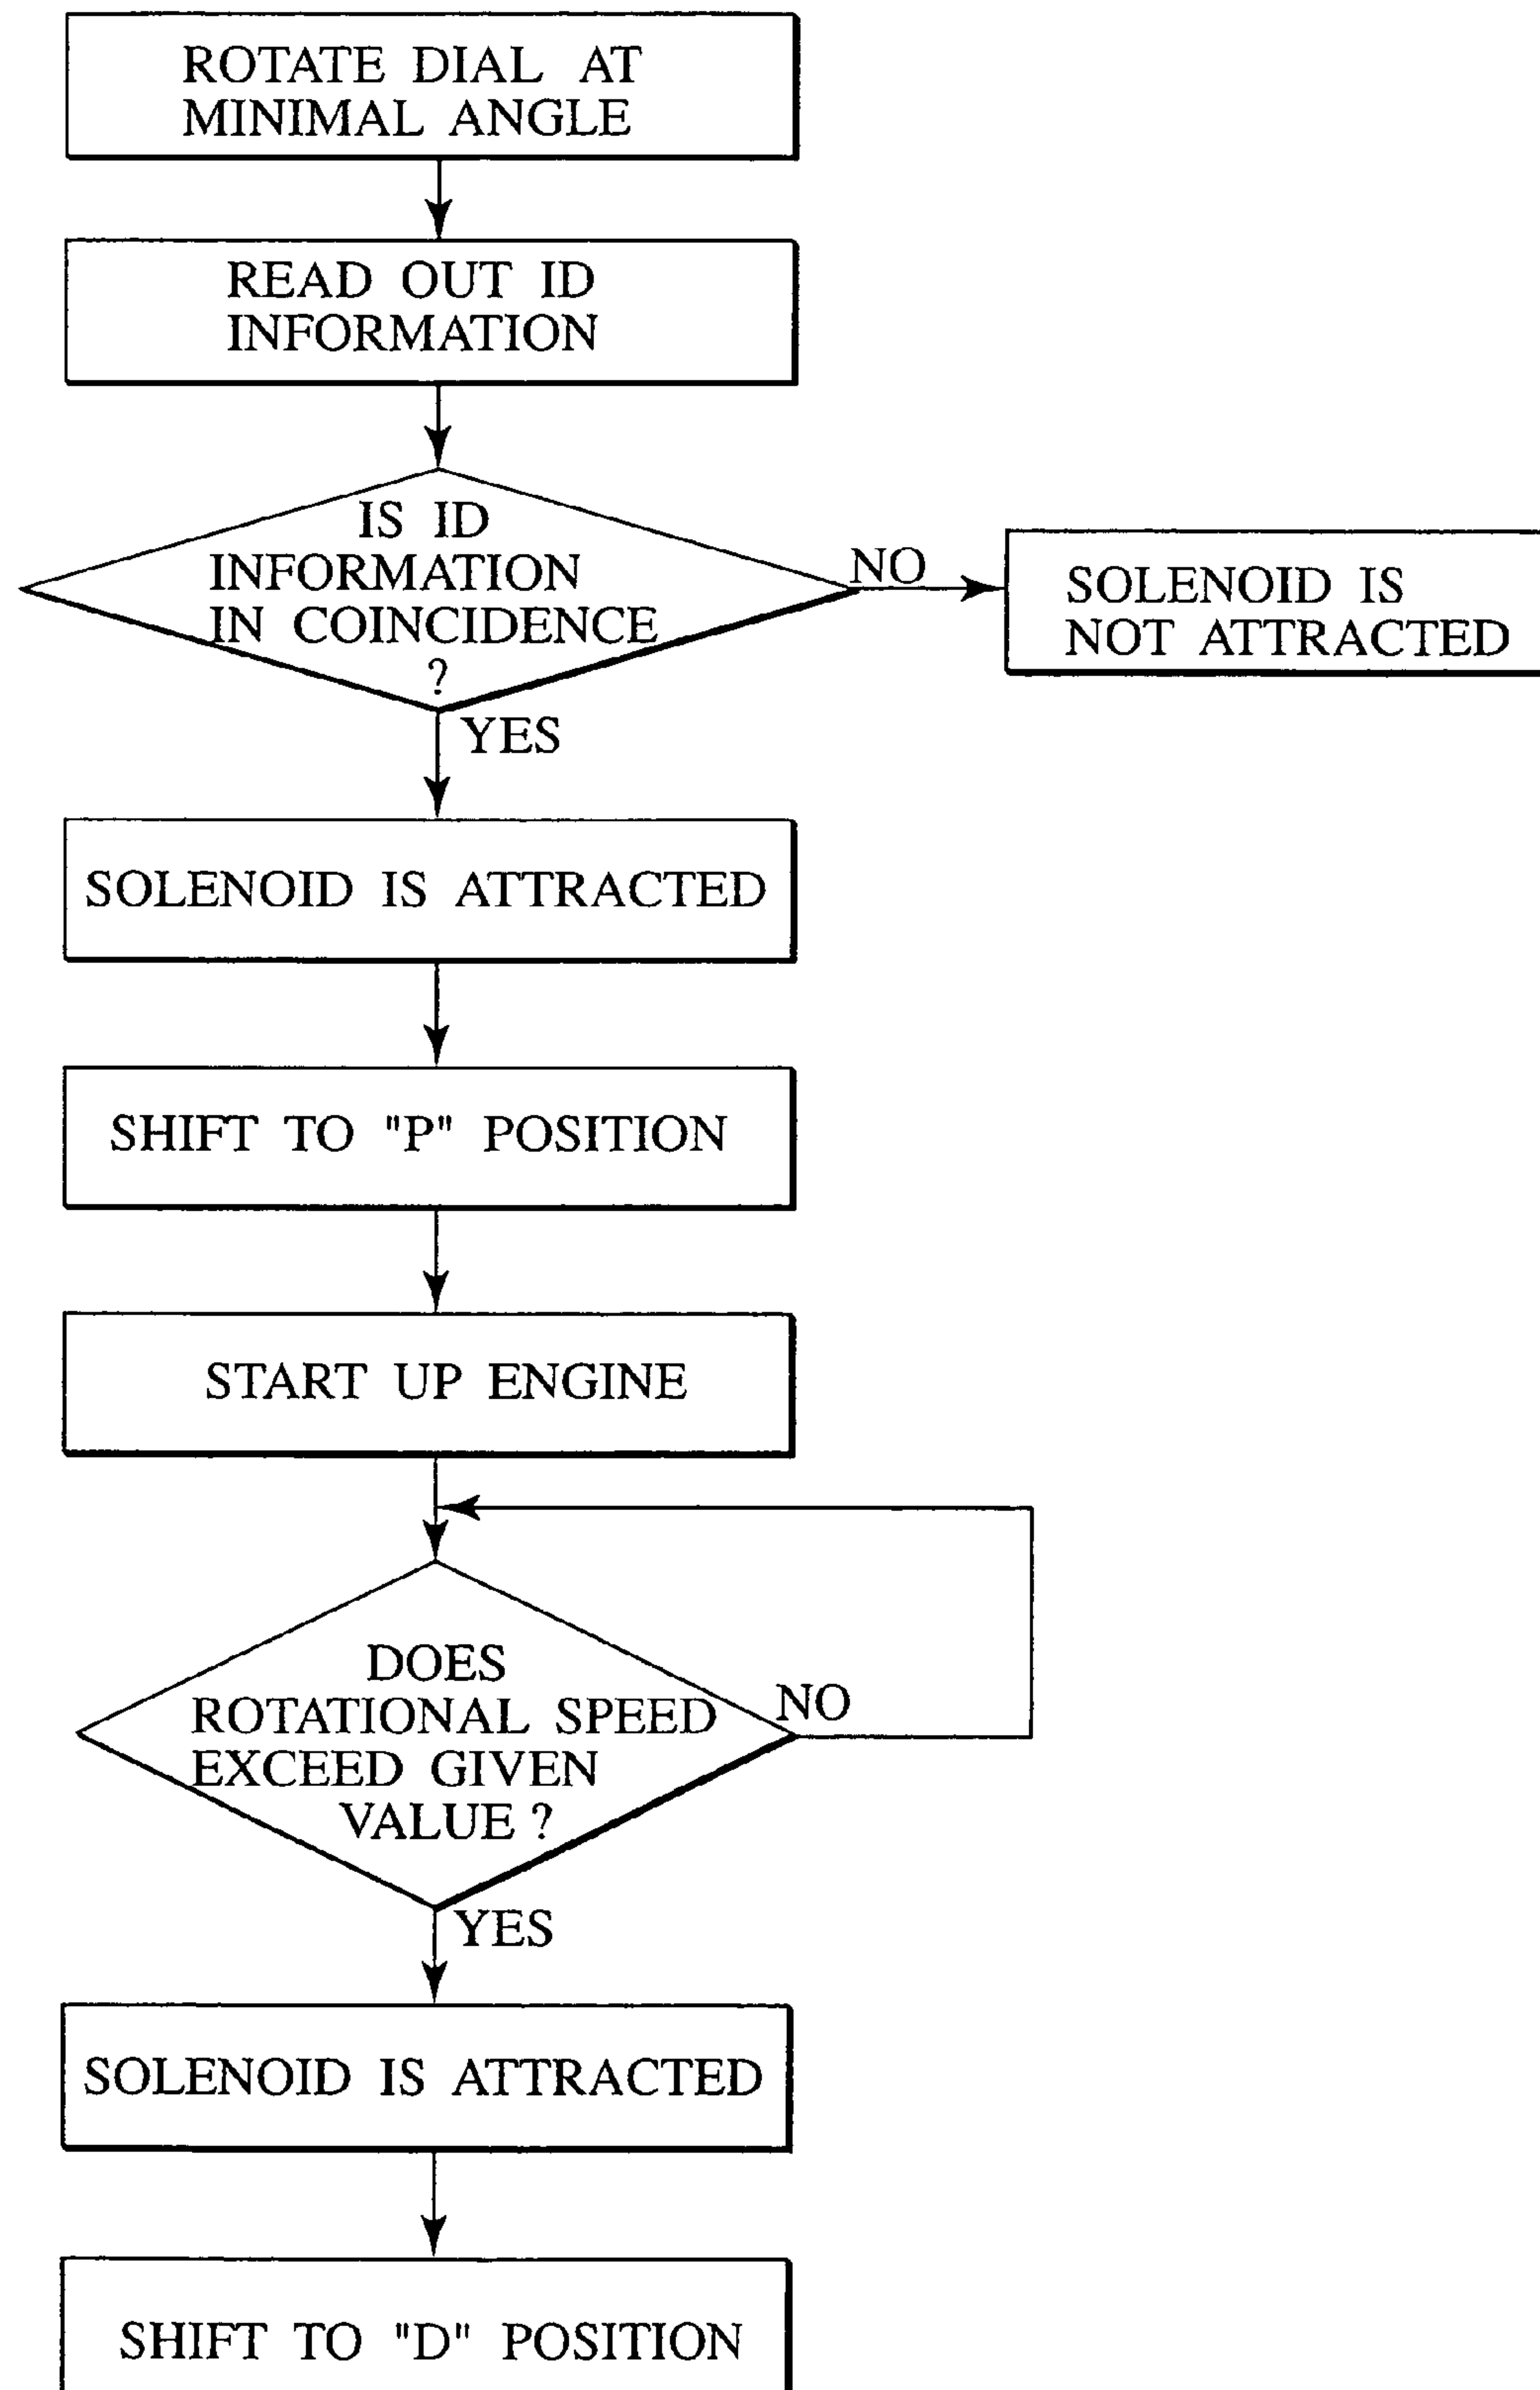 ROTATE DIAL AT
MINIMAL ANGLE
READ OUT ID
INFORMATION
IS ID
INFORMATION
IN COINCIDENCE
?
NO
SOLENOID IS
NOT ATTRACTED
YES
SOLENOID IS ATTRACTED
SHIFT TO "P" POSITION
START UP ENGINE
DOES
ROTATIONAL SPEED
EXCEED GIVEN
VALUE ?
NO
YES
SOLENOID IS ATTRACTED
SHIFT TO "D" POSITION